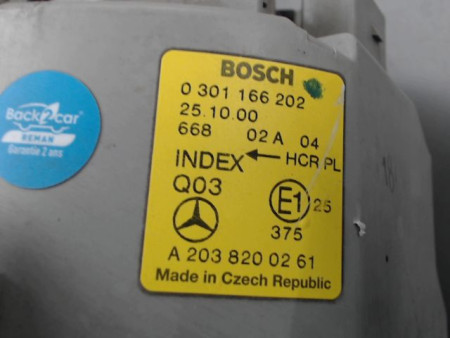 Back2car
REMAN
Garantie 2 ans
BOSCH
0 301 166 202
25.10.00
668 02 A 04
INDEX ← HCR PL
Q03
E1 25
375
A 203 820 02 61
Made in Czech Republic